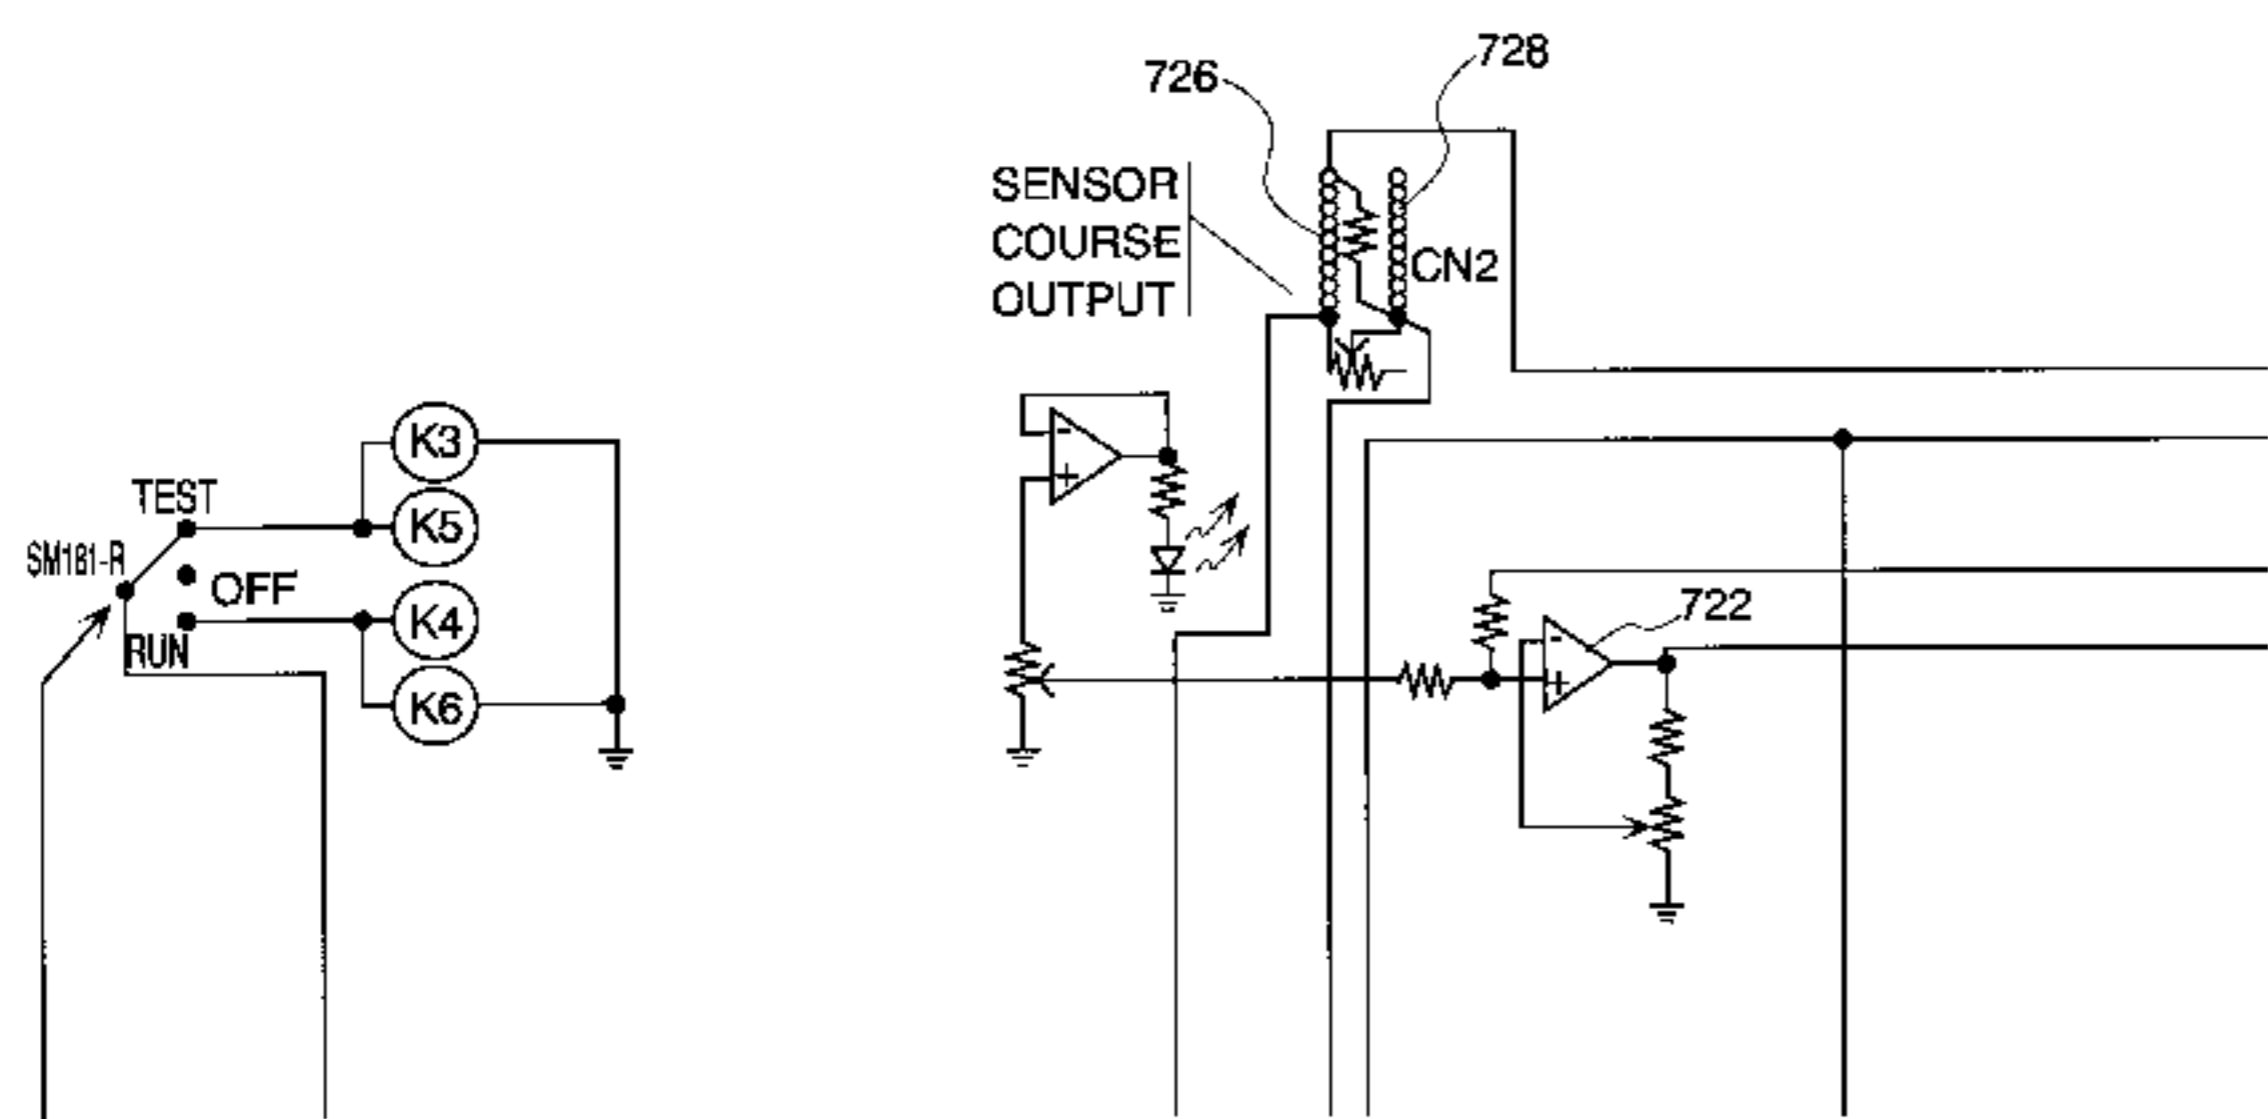 728
726
SENSOR
COURSE
OUTPUT
CN2
K3
TEST
K5
SM181-R
OFF
K4
RUN
K6
-
+
722
-
+